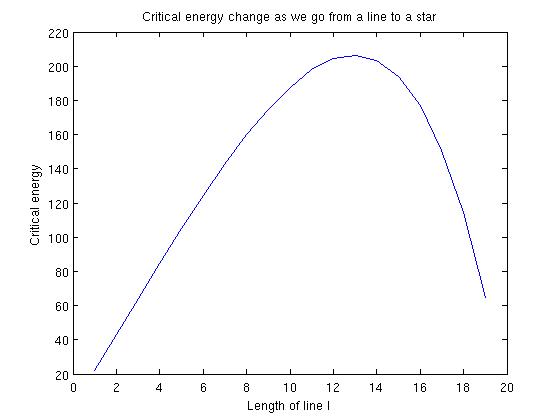 Critical energy change as we go from a line to a star
220
200
180
160
140
120
100
80
60
40
20
Critical energy
0 2 4 6 8 10 12 14 16 18 20
Length of line l